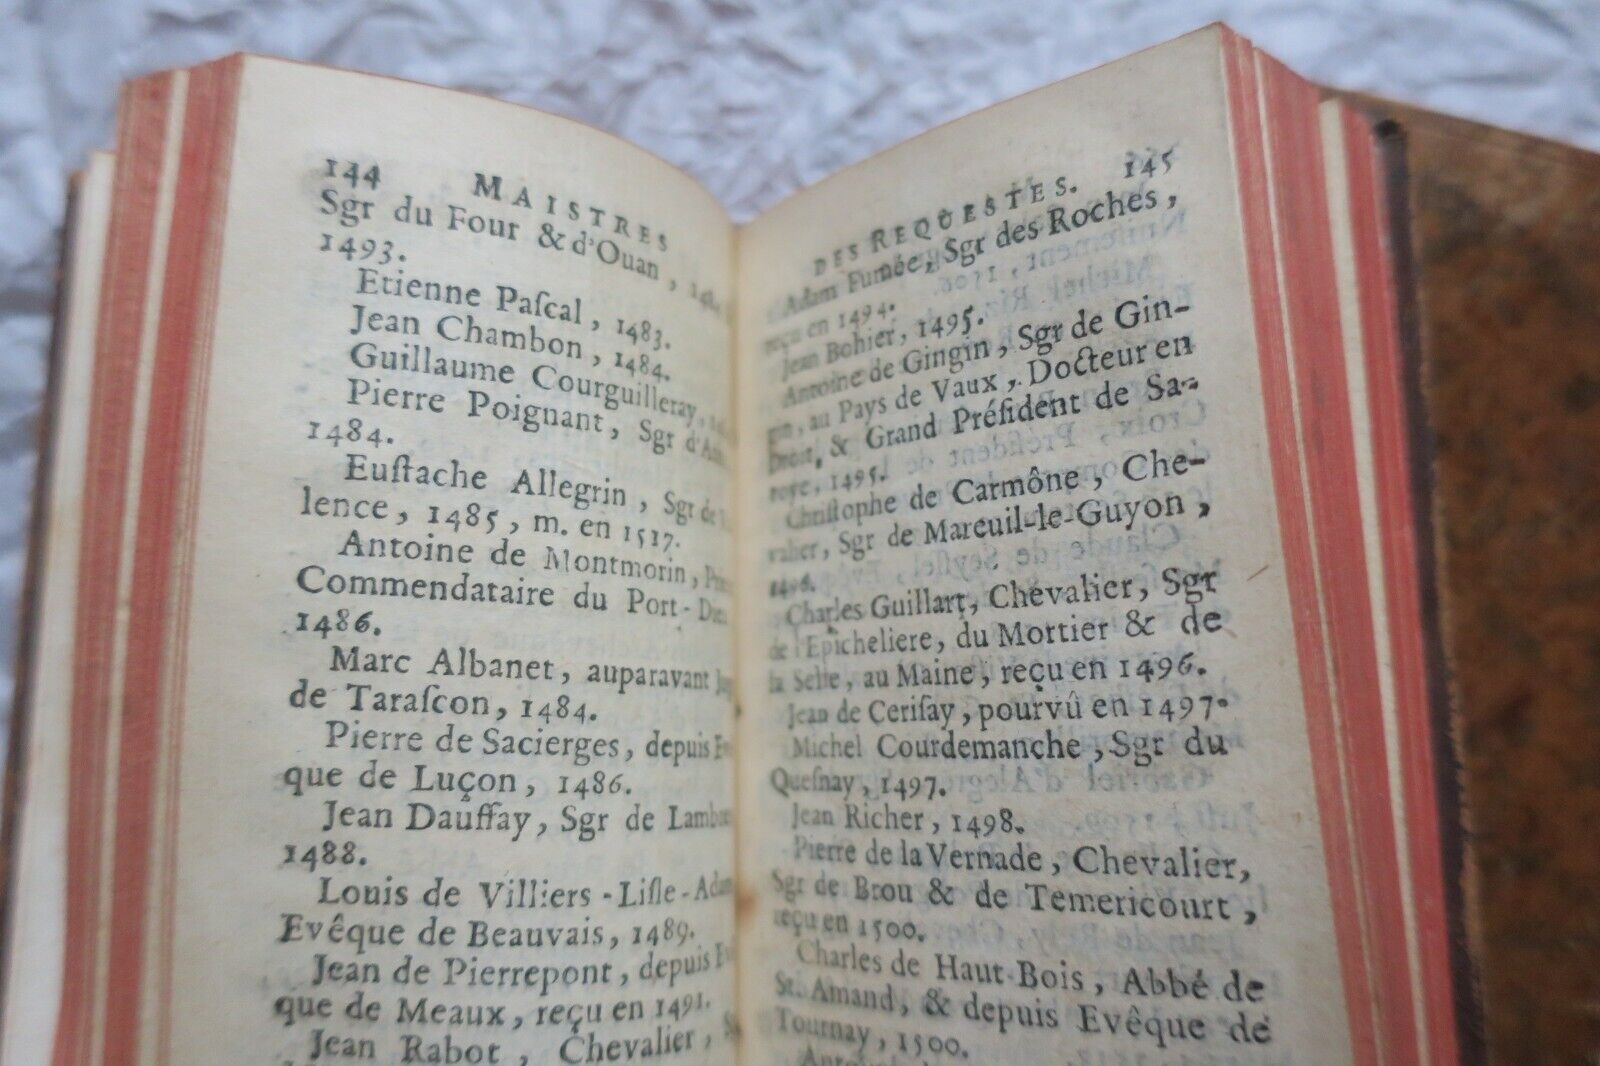 144 MAISTRES
Sgr du Four & d'Ouan,
1493.
Etienne Paſcal, 1483.
Jean Chambon, 1484.
Guillaume Courguilleray,
Pierre Poignant, Sgr
1484.
Euſtache Allegrin, Sgr de
lence, 1485, m. en 1517.
Antoine de Montmorin,
Commendataire du Port-Dieu
1486.
Marc Albanet, auparavant
de Taraſcon, 1484.
Pierre de Sacierges, depuis Evê
que de Luçon, 1486.
Jean Dauffay, Sgr de
1488.
Louis de Villiers-Liſle-Adam
Evêque de Beauvais, 1489.
Jean de Pierrepont, depuis Evê
que de Meaux, reçu en 1491.
Jean Rabot, Chevalier,
DES REQUESTES. 145
Adam Fumée, Sgr des Roches,
reçu en 1494.
Jean Bohier, 1495.
Antoine de Gingin, Sgr de Gin-
gin, au Pays de Vaux, Docteur en
Droit, & Grand Préſident de Sa-
voye, 1495.
Chriſtophe de Carmône, Che-
valier, Sgr de Mareuil-le-Guyon,
1496.
Charles Guillart, Chevalier, Sgr
de l'Epicheliere, du Mortier & de
la Selle, au Maine, reçu en 1496.
Jean de Ceriſay, pourvû en 1497.
Michel Courdemanche, Sgr du
Queſnay, 1497.
Jean Richer, 1498.
Pierre de la Vernade, Chevalier,
Sgr de Brou & de Temericourt,
reçu en 1500.
Charles de Haut-Bois, Abbé de
St. Amand, & depuis Evêque de
Tournay, 1500.